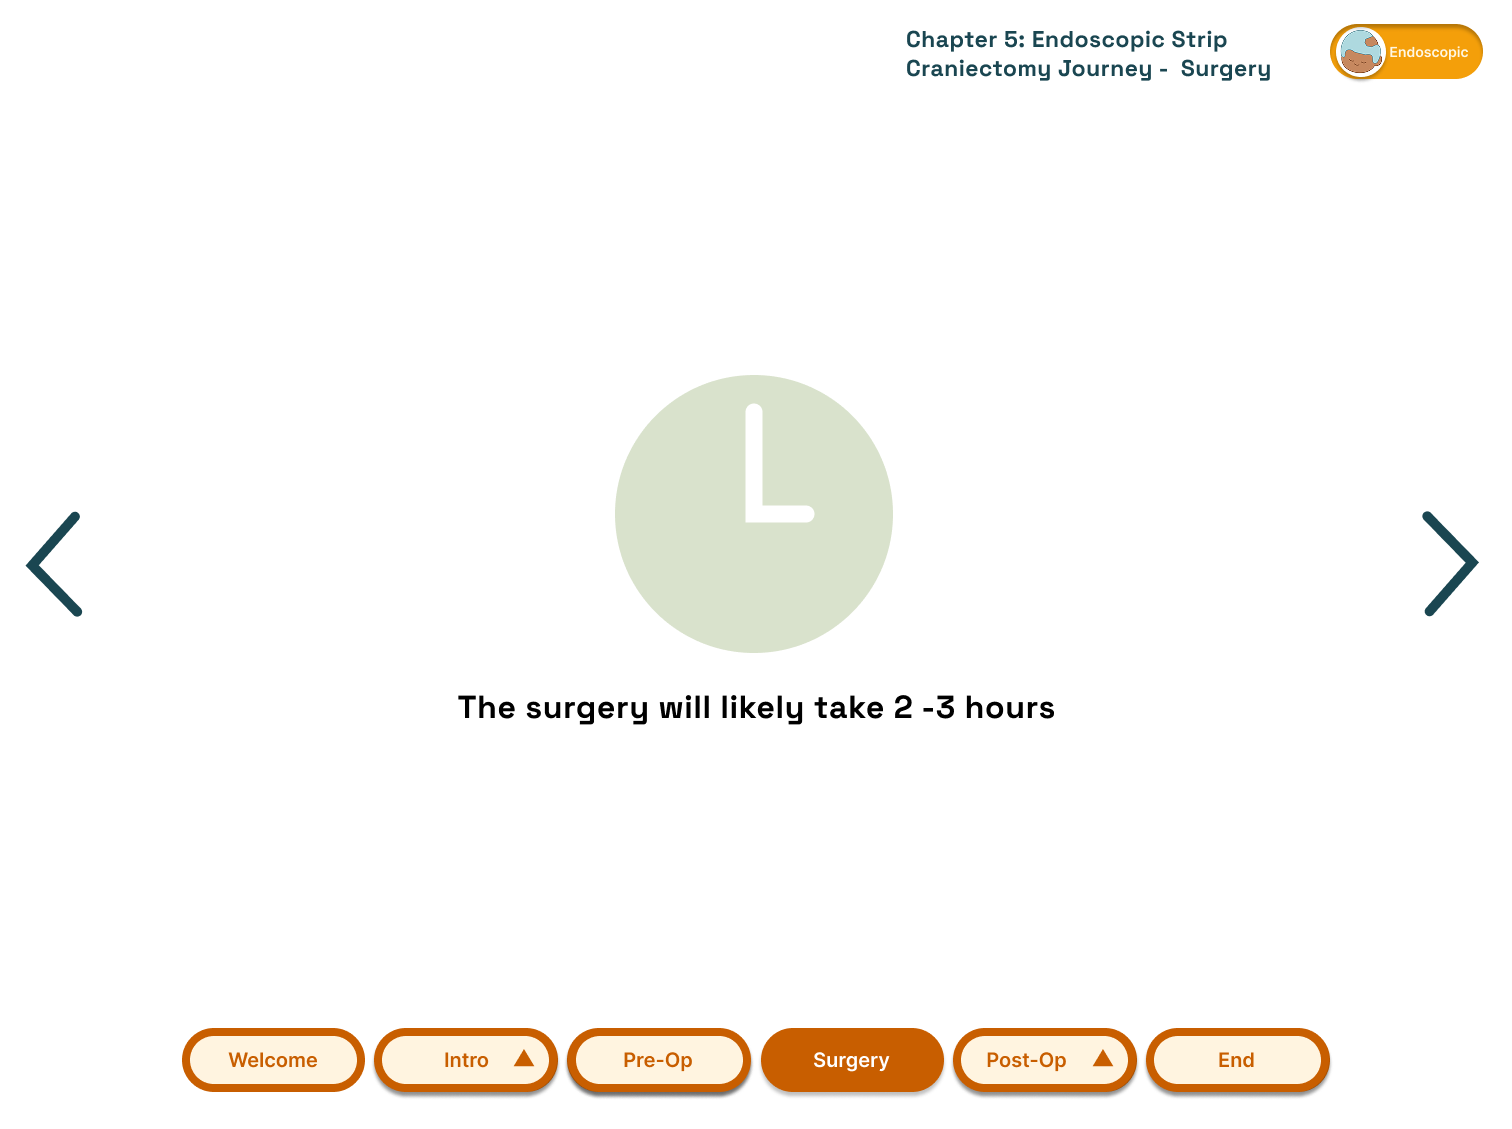 Chapter 5: Endoscopic Strip
Craniectomy Journey -  Surgery
Endoscopic
The surgery will likely take 2 -3 hours
Welcome
Intro
Pre-Op
Surgery
Post-Op
End